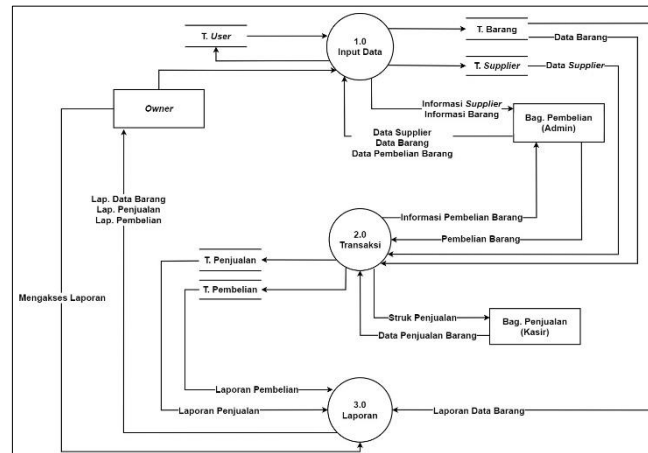 T. User
1.0
Input Data
T. Barang
Data Barang
T. Supplier
Data Supplier
Owner
Informasi Supplier
Informasi Barang
Bag. Pembelian
(Admin)
Data Supplier
Data Barang
Data Pembelian Barang
Lap. Data Barang
Lap. Penjualan
Lap. Pembelian
Informasi Pembelian Barang
2.0
Transaksi
Pembelian Barang
T. Penjualan
T. Pembelian
Mengakses Laporan
Struk Penjualan
Bag. Penjualan
(Kasir)
Data Penjualan Barang
Laporan Pembelian
3.0
Laporan
Laporan Penjualan
Laporan Data Barang